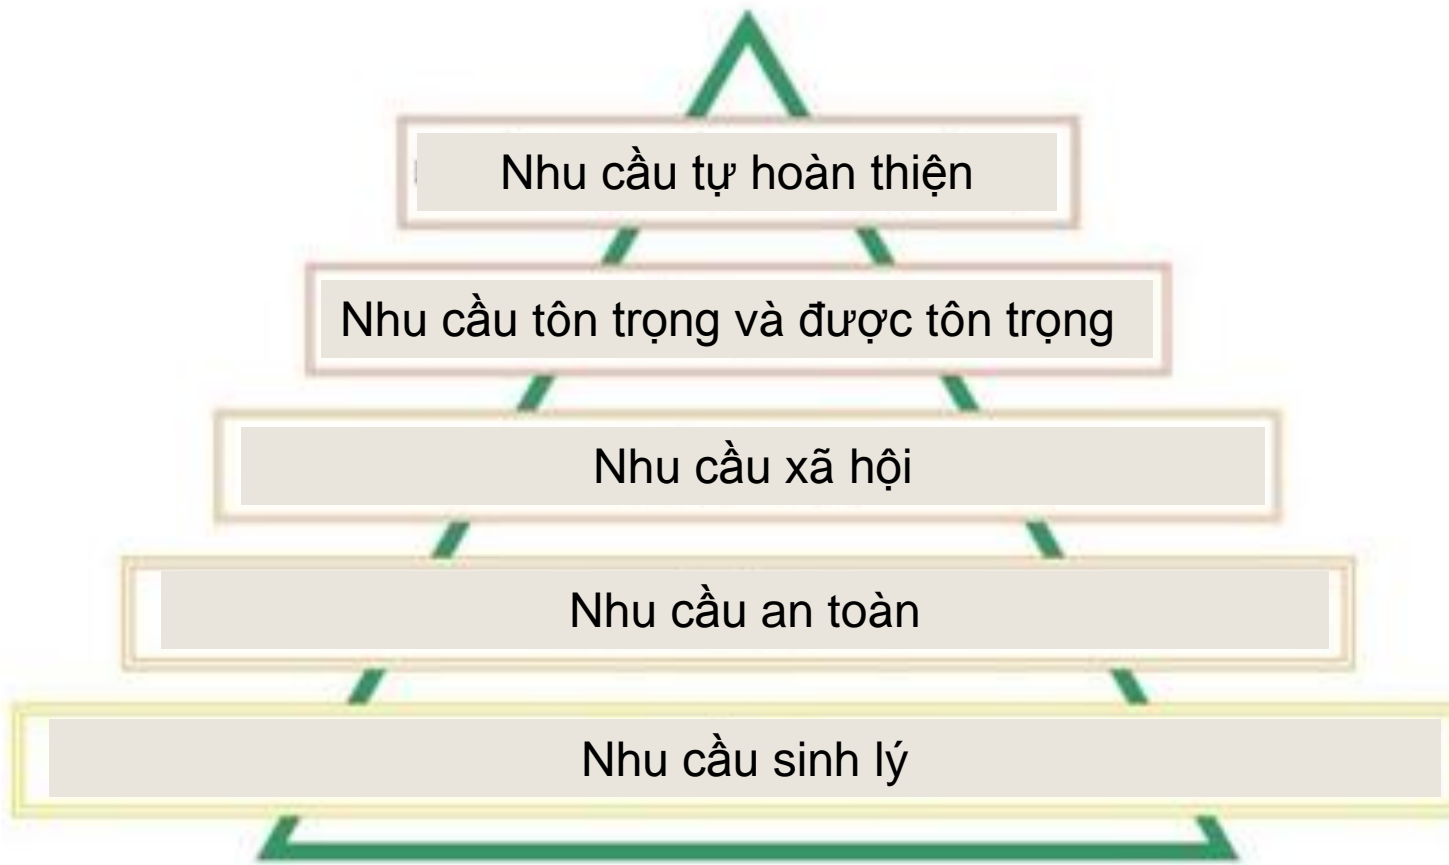 Nhu cầu tự hoàn thiện
Nhu cầu tôn trọng và được tôn trọng
Nhu cầu xã hội
Nhu cầu an toàn
Nhu cầu sinh lý